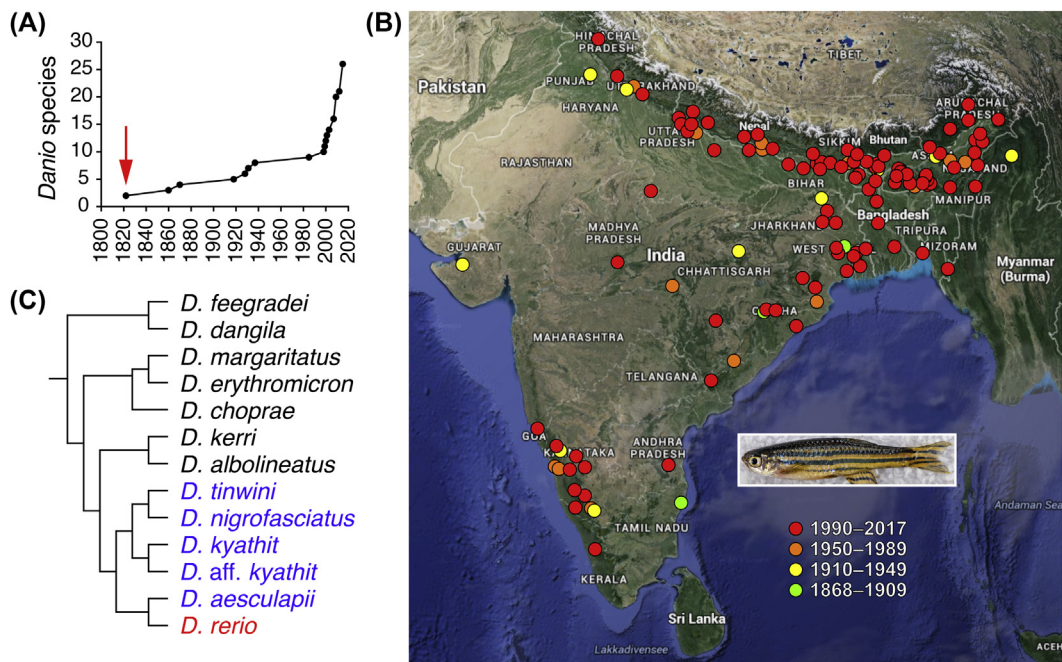 (A)
Danio species
30
25
20
15
10
5
0
1800
1820
1840
1860
1880
1900
1920
1940
1960
1980
2000
2020
(B)
HIMACHAL
PRADESH
TIBET
Pakistan
PUNJAB
UTTARAKHAND
HARYANA
ARUNACHAL
PRADESH
UTTAR
PRADESH
Nepal
SIKKIM
Bhutan
RAJASTHAN
NAGALAND
BIHAR
MANIPUR
Bangladesh
MADHYA
PRADESH
JHARKHAND
TRIPURA
GUJARAT
India
WEST
MIZORAM
CHHATTISGARH
Myanmar
(Burma)
MAHARASHTRA
ODISHA
TELANGANA
GOA
KARNATAKA
ANDHRA
PRADESH
Andaman Sea
TAMIL NADU
KERALA
Sri Lanka
Lakkadivensee
ACEH
1990–2017
1950–1989
1910–1949
1868–1909
(C)
D. feegradei
D. dangila
D. margaritatus
D. erythromicron
D. choprae
D. kerri
D. albolineatus
D. tinwini
D. nigrofasciatus
D. kyathit
D. aff. kyathit
D. aesculapii
D. rerio